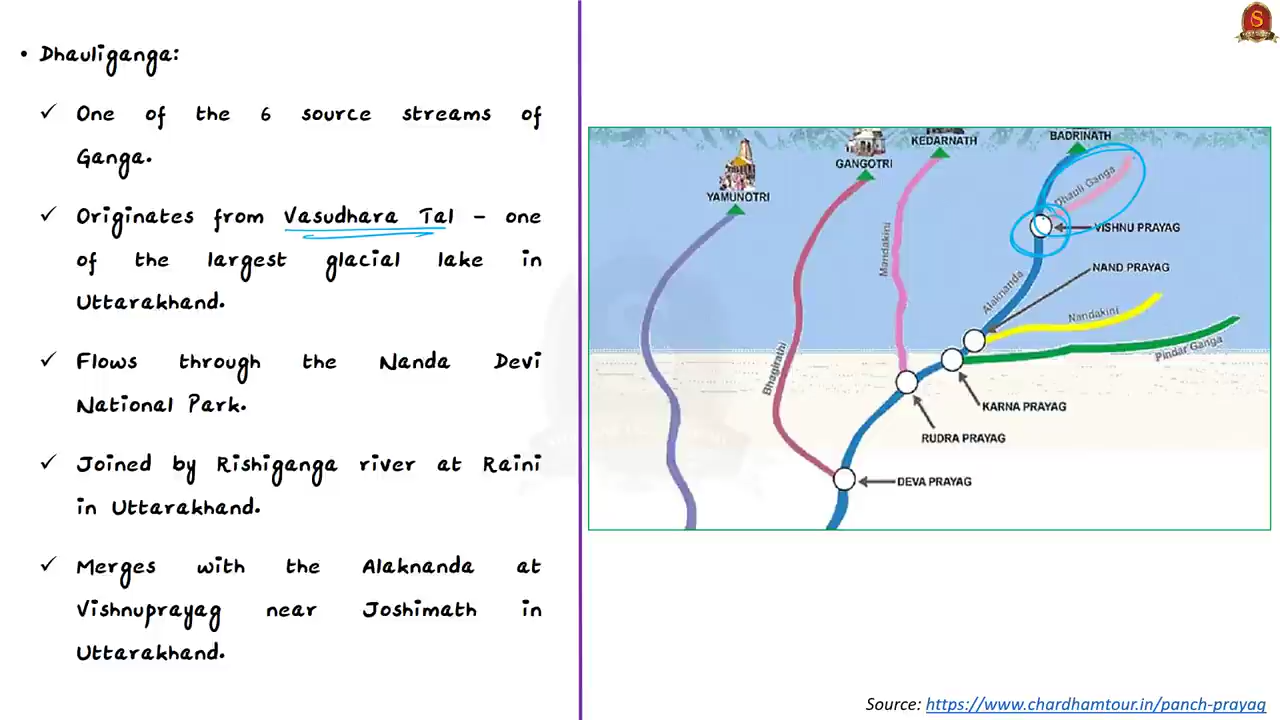 • Dhauliganga:
✓ One of the 6 source streams of
Ganga.
✓ Originates from Vasudhara Tal – one
of the largest glacial lake in
Uttarakhand.
✓ Flows through the Nanda Devi
National Park.
✓ Joined by Rishiganga river at Raini
in Uttarakhand.
✓ Merges with the Alaknanda at
Vishnuprayag near Joshimath in
Uttarakhand.
YAMUNOTRI
GANGOTRI
KEDARNATH
BADRINATH
Dhauli Ganga
VISHNU PRAYAG
Mandakini
Alaknanda
NAND PRAYAG
Nandakini
Pindar Ganga
Bhagirathi
KARNA PRAYAG
RUDRA PRAYAG
DEVA PRAYAG
Source: https://www.chardhamtour.in/panch-prayag
S